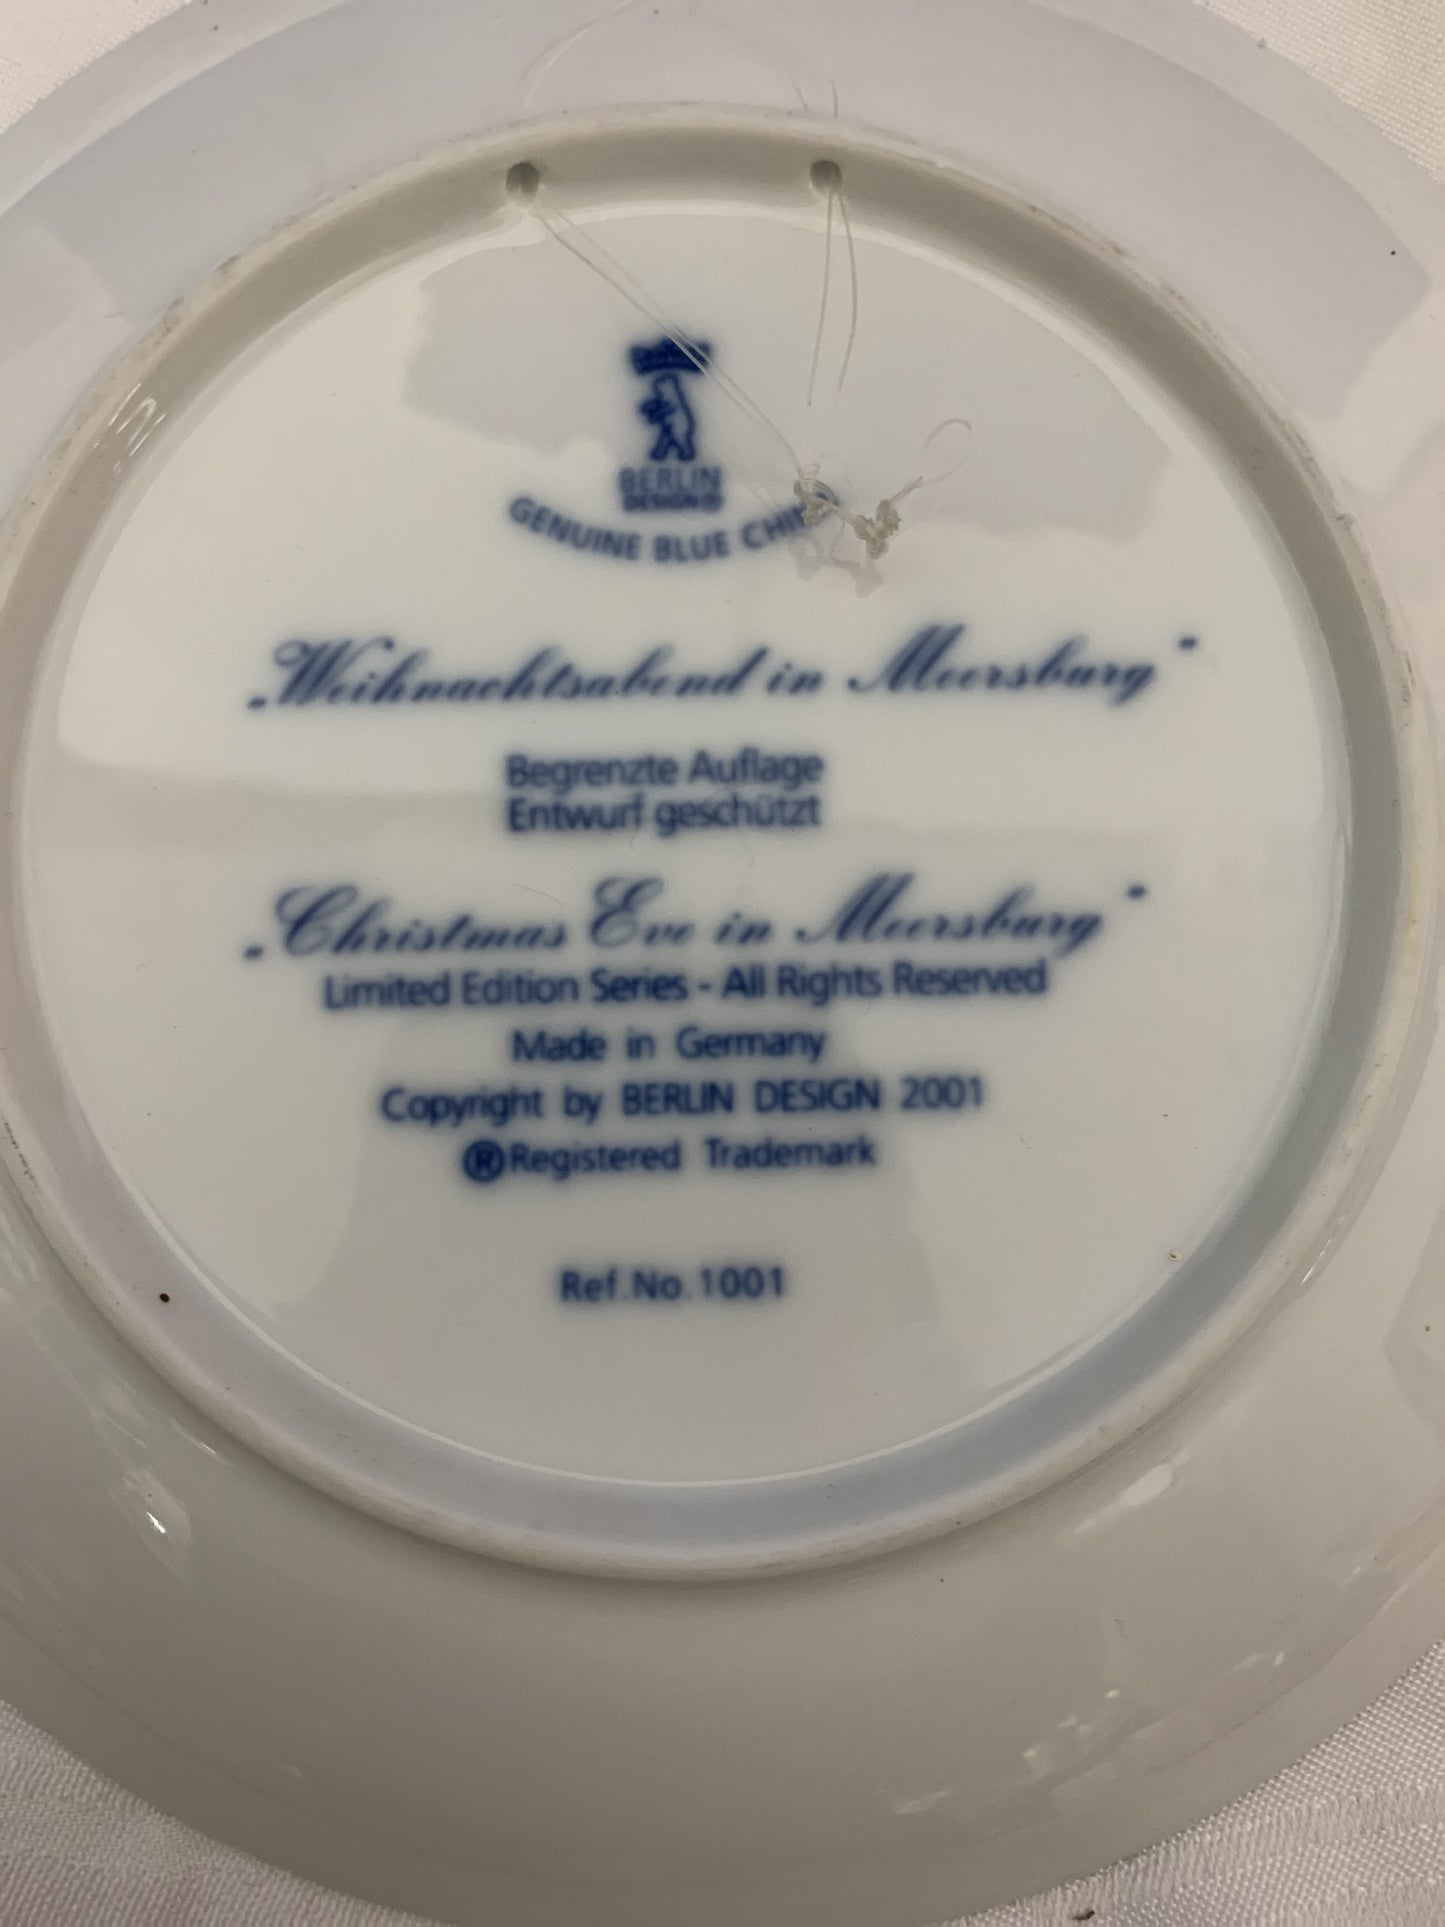 BERLIN
DESIGN®
GENUINE BLUE
„Weihnachtsabend in Meersburg"
Begrenzte Auflage
Entwurf geschützt
„Christmas Eve in Meersburg"
Limited Edition Series - All Rights Reserved
Made in Germany
Copyright by BERLIN DESIGN 2001
®Registered Trademark
Ref.No.1001